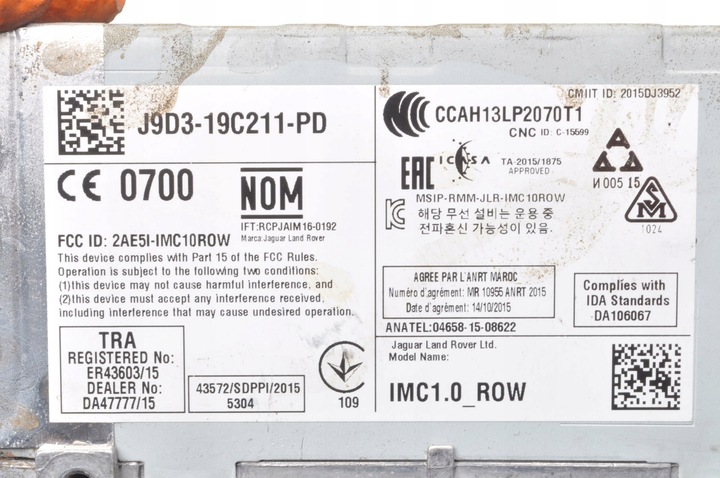 J9D3-19C211-PD
CE 0700
NOM
IFT:RCPJAIM16-0192
Marca:Jaguar Land Rover
FCC ID: 2AE5I-IMC10ROW
This device complies with Part 15 of the FCC Rules.
Operation is subject to the following two conditions:
(1)this device may not cause harmful interference, and
(2)this device must accept any interference received,
including interference that may cause undesired operation.
TRA
REGISTERED No:
ER43603/15
DEALER No:
DA47777/15
43572/SDPPI/2015
5304
109
CMIIT ID: 2015DJ3952
CCAH13LP2070T1
CNC ID: C-15599
EAC
ICASA
TA-2015/1875
APPROVED
И 005 15
MSIP-RMM-JLR-IMC10ROW
해당 무선 설비는 운용 중
전파혼신 가능성이 있음.
1024
AGREE PAR L'ANRT MAROC
Numéro d'agrément: MR 10955 ANRT 2015
Date d'agrément: 14/10/2015
Complies with
IDA Standards
DA106067
ANATEL:04658-15-08622
Jaguar Land Rover Ltd.
Model Name:
IMC1.0_ROW